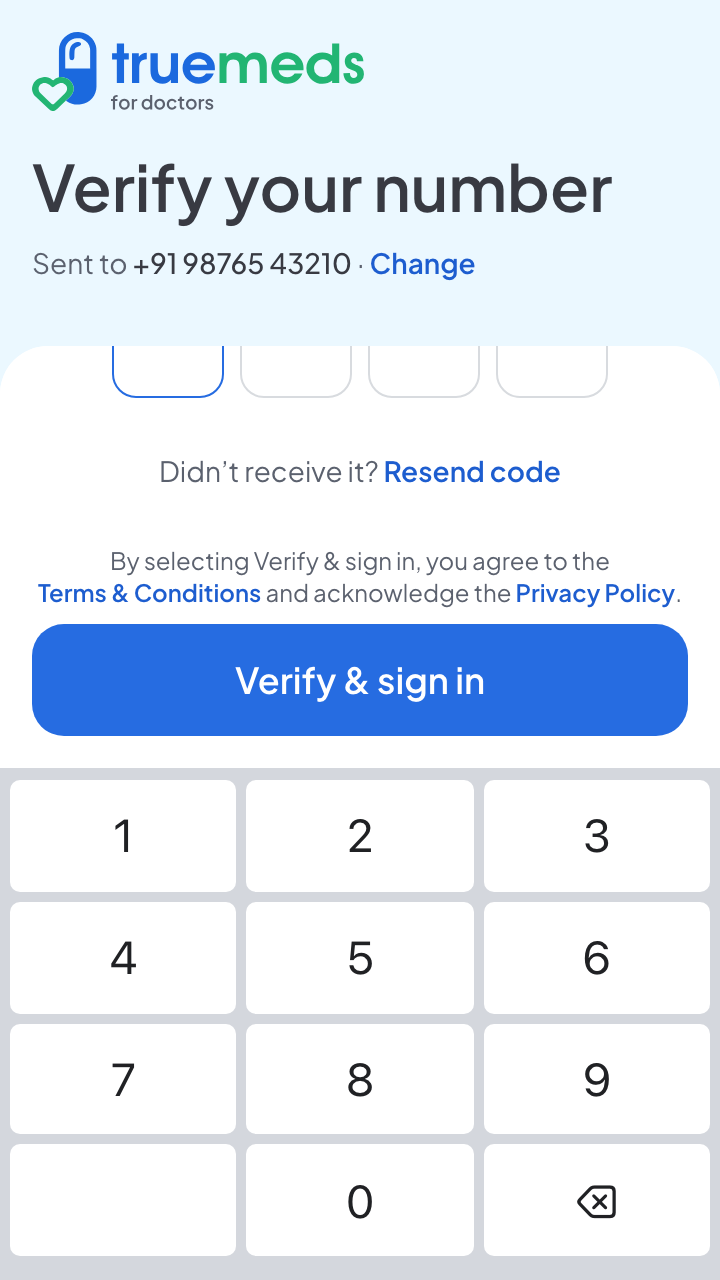 truemeds
for doctors
Verify your number
Sent to +91 98765 43210 · Change
Didn’t receive it? Resend code
By selecting Verify & sign in, you agree to the
Terms & Conditions and acknowledge the Privacy Policy.
Verify & sign in
1 2 3
4 5 6
7 8 9
0